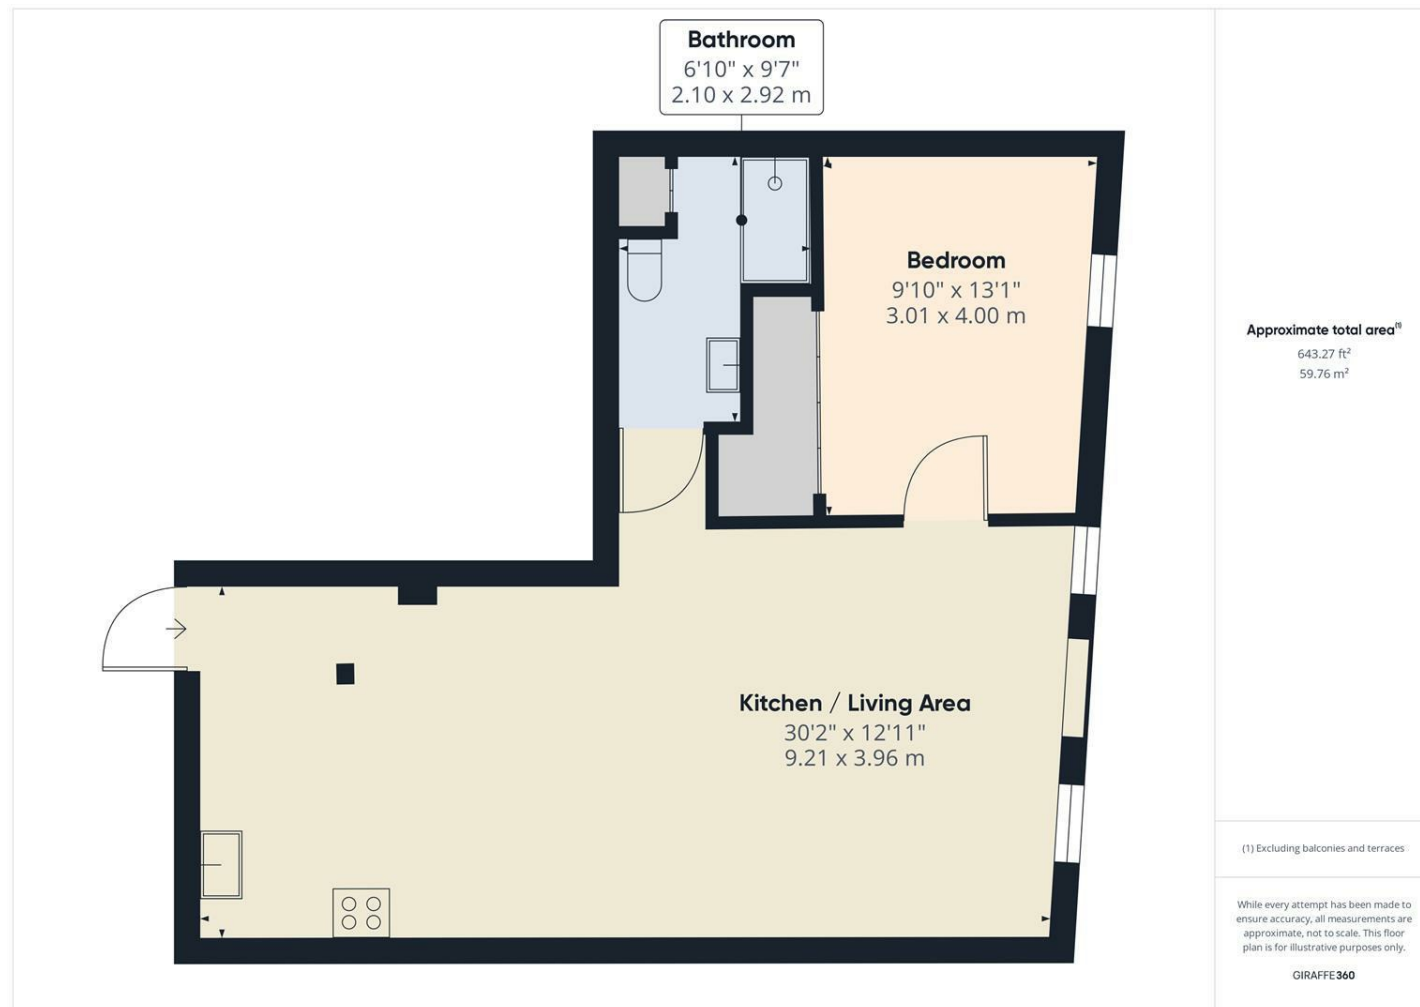 Bathroom
6'10" x 9'7"
2.10 x 2.92 m
Bedroom
9'10" x 13'1"
3.01 x 4.00 m
Kitchen / Living Area
30'2" x 12'11"
9.21 x 3.96 m
Approximate total area(1)
643.27 ft²
59.76 m²
(1) Excluding balconies and terraces
While every attempt has been made to
ensure accuracy, all measurements are
approximate, not to scale. This floor
plan is for illustrative purposes only.
GIRAFFE360